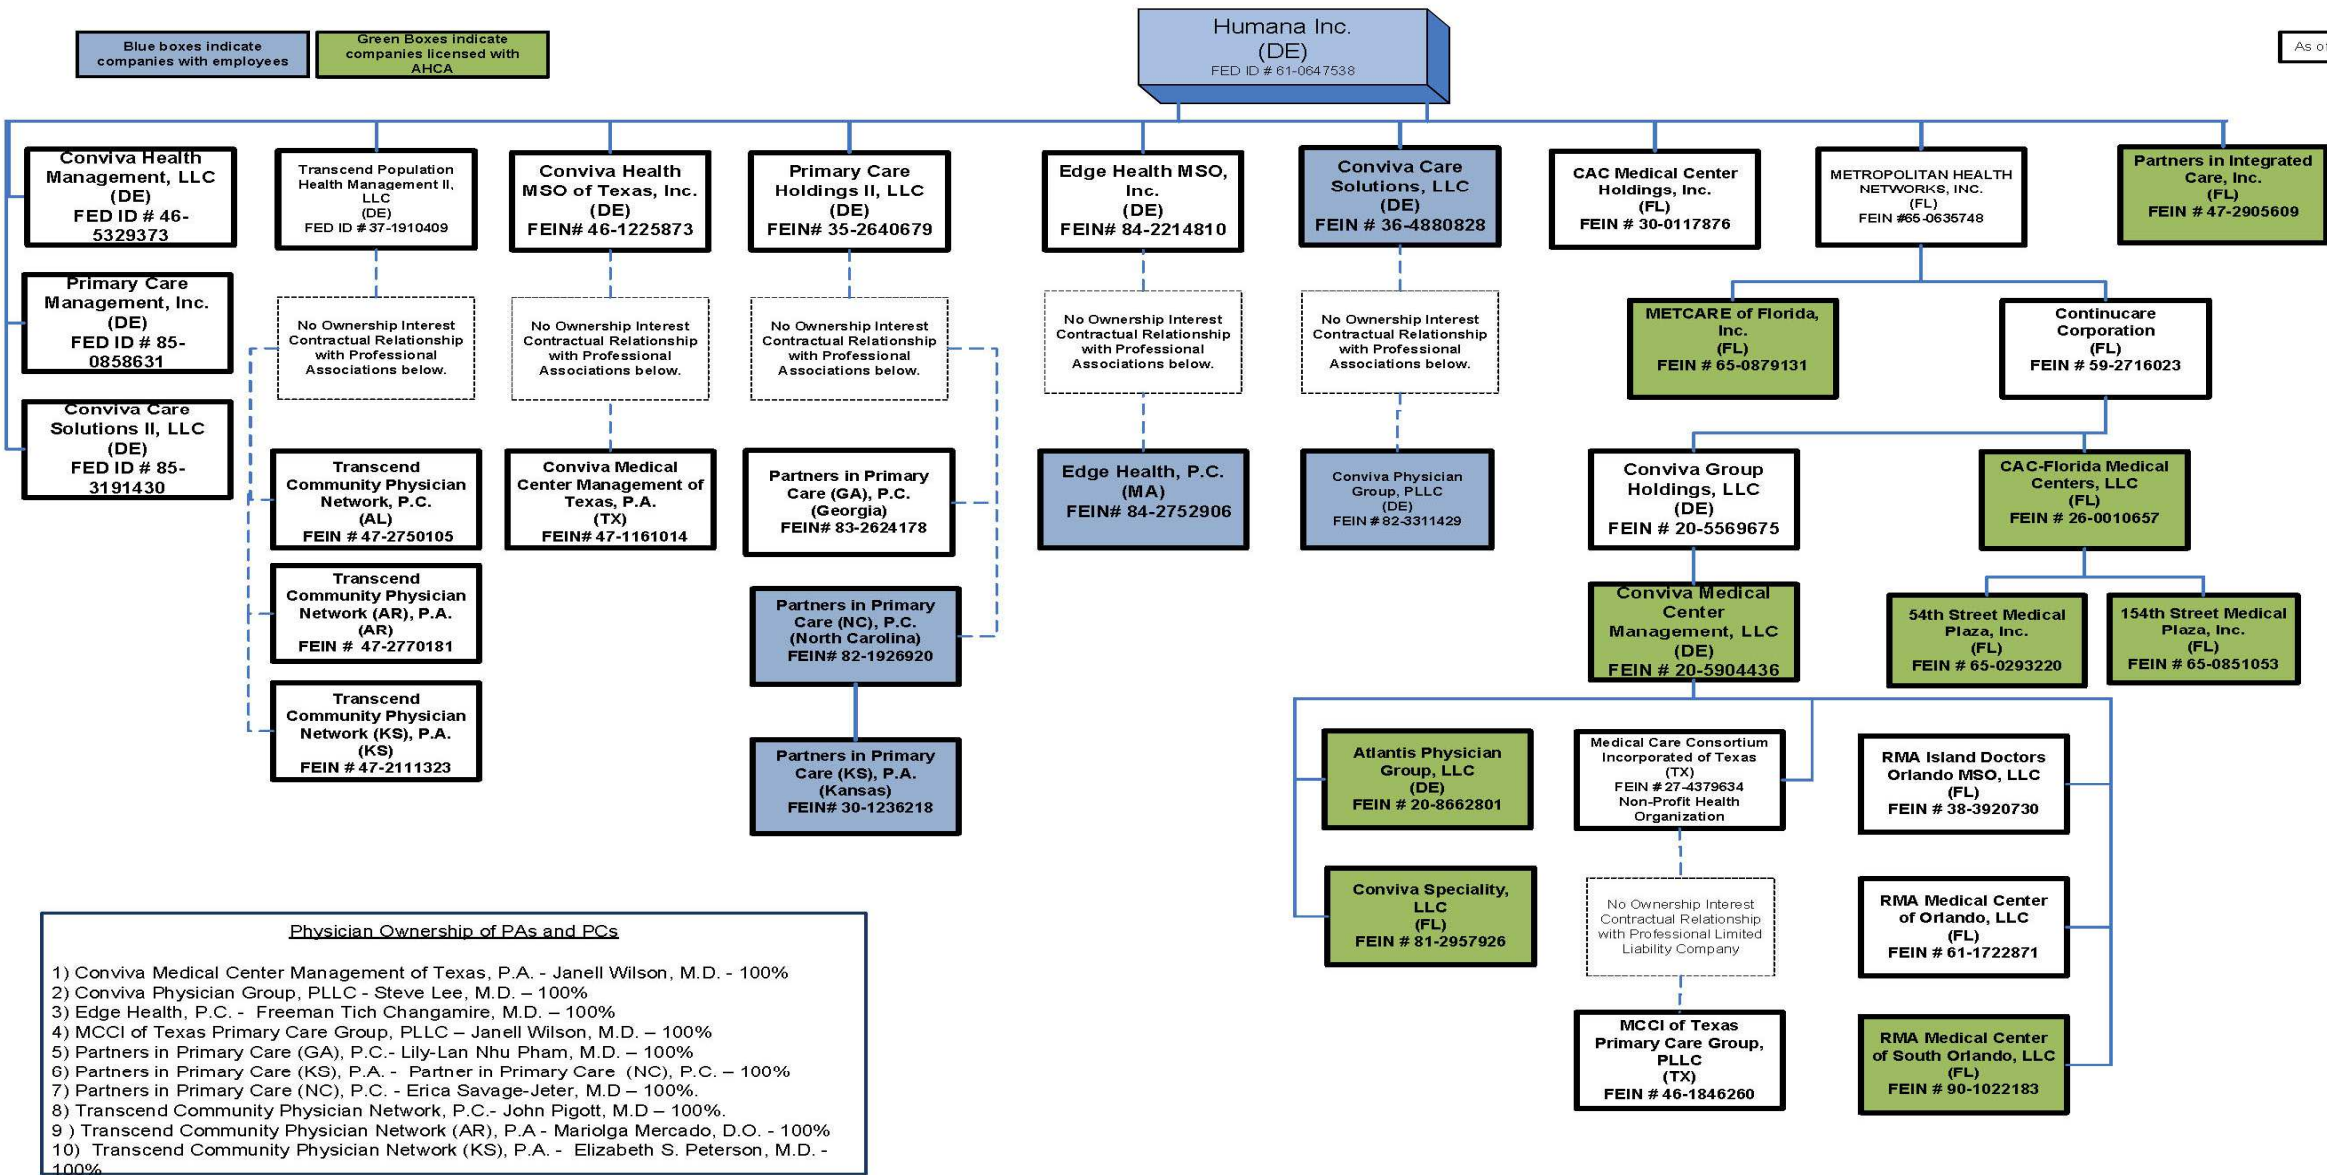 Blue boxes indicate
companies with employees
Green Boxes indicate
companies licensed with
AHCA
Humana Inc.
(DE)
FED ID # 61-0647538
As of
Conviva Health
Management, LLC
(DE)
FED ID # 46-
5329373
Transcend Population
Health Management II,
LLC
(DE)
FED ID # 37-1910409
Conviva Health
MSO of Texas, Inc.
(DE)
FEIN# 46-1225873
Primary Care
Holdings II, LLC
(DE)
FEIN# 35-2640679
Edge Health MSO,
Inc.
(DE)
FEIN# 84-2214810
Conviva Care
Solutions, LLC
(DE)
FEIN # 36-4880828
CAC Medical Center
Holdings, Inc.
(FL)
FEIN # 30-0117876
METROPOLITAN HEALTH
NETWORKS, INC.
(FL)
FEIN #65-0635748
Partners in Integrated
Care, Inc.
(FL)
FEIN # 47-2905609
Primary Care
Management, Inc.
(DE)
FED ID # 85-
0858631
No Ownership Interest
Contractual Relationship
with Professional
Associations below.
No Ownership Interest
Contractual Relationship
with Professional
Associations below.
No Ownership Interest
Contractual Relationship
with Professional
Associations below.
No Ownership Interest
Contractual Relationship
with Professional
Associations below.
No Ownership Interest
Contractual Relationship
with Professional
Associations below.
METCARE of Florida,
Inc.
(FL)
FEIN # 65-0879131
Continucare
Corporation
(FL)
FEIN # 59-2716023
Conviva Care
Solutions II, LLC
(DE)
FED ID # 85-
3191430
Transcend
Community Physician
Network, P.C.
(AL)
FEIN # 47-2750105
Conviva Medical
Center Management of
Texas, P.A.
(TX)
FEIN# 47-1161014
Partners in Primary
Care (GA), P.C.
(Georgia)
FEIN# 83-2624178
Edge Health, P.C.
(MA)
FEIN# 84-2752906
Conviva Physician
Group, PLLC
(DE)
FEIN # 82-3311429
Conviva Group
Holdings, LLC
(DE)
FEIN # 20-5569675
CAC-Florida Medical
Centers, LLC
(FL)
FEIN # 26-0010657
Transcend
Community Physician
Network (AR), P.A.
(AR)
FEIN # 47-2770181
Partners in Primary
Care (NC), P.C.
(North Carolina)
FEIN# 82-1926920
Conviva Medical
Center
Management, LLC
(DE)
FEIN # 20-5904436
54th Street Medical
Plaza, Inc.
(FL)
FEIN # 65-0293220
154th Street Medical
Plaza, Inc.
(FL)
FEIN # 65-0851053
Transcend
Community Physician
Network (KS), P.A.
(KS)
FEIN # 47-2111323
Partners in Primary
Care (KS), P.A.
(Kansas)
FEIN# 30-1236218
Atlantis Physician
Group, LLC
(DE)
FEIN # 20-8662801
Medical Care Consortium
Incorporated of Texas
(TX)
FEIN # 27-4379634
Non-Profit Health
Organization
RMA Island Doctors
Orlando MSO, LLC
(FL)
FEIN # 38-3920730
Conviva Speciality,
LLC
(FL)
FEIN # 81-2957926
No Ownership Interest
Contractual Relationship
with Professional Limited
Liability Company
RMA Medical Center
of Orlando, LLC
(FL)
FEIN # 61-1722871
MCCI of Texas
Primary Care Group,
PLLC
(TX)
FEIN # 46-1846260
RMA Medical Center
of South Orlando, LLC
(FL)
FEIN # 90-1022183
Physician Ownership of PAs and PCs
1) Conviva Medical Center Management of Texas, P.A. - Janell Wilson, M.D. - 100%
2) Conviva Physician Group, PLLC - Steve Lee, M.D. – 100%
3) Edge Health, P.C. - Freeman Tich Changamire, M.D. – 100%
4) MCCI of Texas Primary Care Group, PLLC – Janell Wilson, M.D. – 100%
5) Partners in Primary Care (GA), P.C.- Lily-Lan Nhu Pham, M.D. – 100%
6) Partners in Primary Care (KS), P.A. - Partner in Primary Care (NC), P.C. – 100%
7) Partners in Primary Care (NC), P.C. - Erica Savage-Jeter, M.D – 100%.
8) Transcend Community Physician Network, P.C.- John Pigott, M.D – 100%.
9 ) Transcend Community Physician Network (AR), P.A - Mariolga Mercado, D.O. - 100%
10) Transcend Community Physician Network (KS), P.A. - Elizabeth S. Peterson, M.D. -
100%